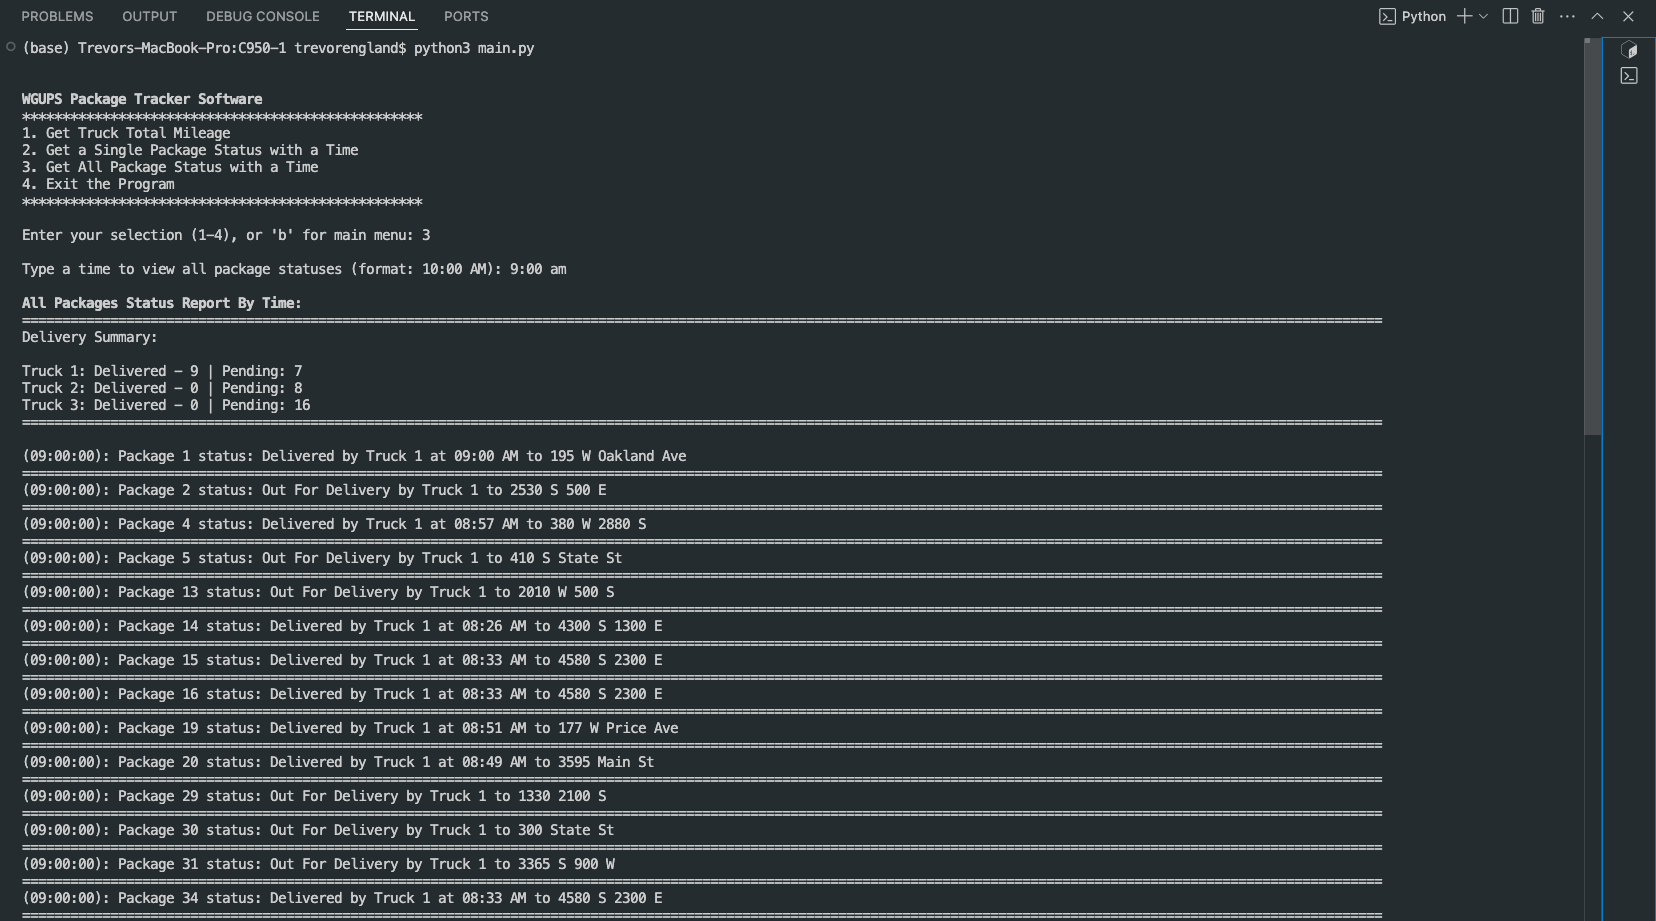 PROBLEMS OUTPUT DEBUG CONSOLE TERMINAL PORTS Python
(base) Trevors-MacBook-Pro:C950-1 trevorengland$ python3 main.py
WGUPS Package Tracker Software
**************************************************
1. Get Truck Total Mileage
2. Get a Single Package Status with a Time
3. Get All Package Status with a Time
4. Exit the Program
**************************************************
Enter your selection (1-4), or 'b' for main menu: 3
Type a time to view all package statuses (format: 10:00 AM): 9:00 am
All Packages Status Report By Time:
==========================================================================================================================================================================
Delivery Summary:
Truck 1: Delivered - 9 | Pending: 7
Truck 2: Delivered - 0 | Pending: 8
Truck 3: Delivered - 0 | Pending: 16
==========================================================================================================================================================================
(09:00:00): Package 1 status: Delivered by Truck 1 at 09:00 AM to 195 W Oakland Ave
==========================================================================================================================================================================
(09:00:00): Package 2 status: Out For Delivery by Truck 1 to 2530 S 500 E
==========================================================================================================================================================================
(09:00:00): Package 4 status: Delivered by Truck 1 at 08:57 AM to 380 W 2880 S
==========================================================================================================================================================================
(09:00:00): Package 5 status: Out For Delivery by Truck 1 to 410 S State St
==========================================================================================================================================================================
(09:00:00): Package 13 status: Out For Delivery by Truck 1 to 2010 W 500 S
==========================================================================================================================================================================
(09:00:00): Package 14 status: Delivered by Truck 1 at 08:26 AM to 4300 S 1300 E
==========================================================================================================================================================================
(09:00:00): Package 15 status: Delivered by Truck 1 at 08:33 AM to 4580 S 2300 E
==========================================================================================================================================================================
(09:00:00): Package 16 status: Delivered by Truck 1 at 08:33 AM to 4580 S 2300 E
==========================================================================================================================================================================
(09:00:00): Package 19 status: Delivered by Truck 1 at 08:51 AM to 177 W Price Ave
==========================================================================================================================================================================
(09:00:00): Package 20 status: Delivered by Truck 1 at 08:49 AM to 3595 Main St
==========================================================================================================================================================================
(09:00:00): Package 29 status: Out For Delivery by Truck 1 to 1330 2100 S
==========================================================================================================================================================================
(09:00:00): Package 30 status: Out For Delivery by Truck 1 to 300 State St
==========================================================================================================================================================================
(09:00:00): Package 31 status: Out For Delivery by Truck 1 to 3365 S 900 W
==========================================================================================================================================================================
(09:00:00): Package 34 status: Delivered by Truck 1 at 08:33 AM to 4580 S 2300 E
==========================================================================================================================================================================